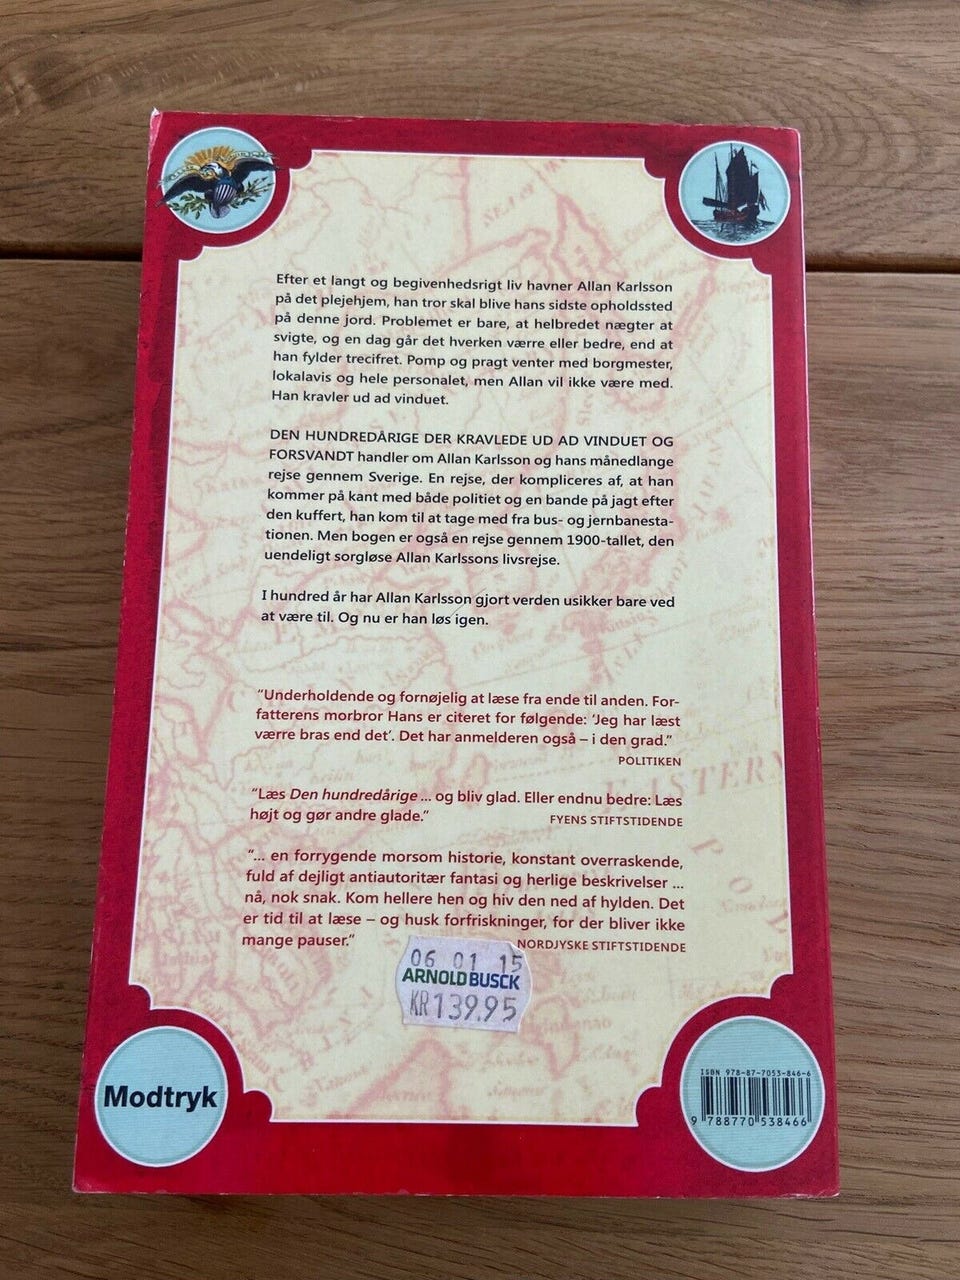 Efter et langt og begivenhedsrigt liv havner Allan Karlsson
på det plejehjem, han tror skal blive hans sidste opholdssted
på denne jord. Problemet er bare, at helbredet nægter at
svigte, og en dag går det hverken værre eller bedre, end at
han fylder trecifret. Pomp og pragt venter med borgmester,
lokalavis og hele personalet, men Allan vil ikke være med.
Han kravler ud ad vinduet.
DEN HUNDREDÅRIGE DER KRAVLEDE UD AD VINDUET OG
FORSVANDT handler om Allan Karlsson og hans månedlange
rejse gennem Sverige. En rejse, der kompliceres af, at han
kommer på kant med både politiet og en bande på jagt efter
den kuffert, han kom til at tage med fra bus- og jernbanesta-
tionen. Men bogen er også en rejse gennem 1900-tallet, den
uendeligt sorgløse Allan Karlssons livsrejse.
I hundred år har Allan Karlsson gjort verden usikker bare ved
at være til. Og nu er han løs igen.
"Underholdende og fornøjelig at læse fra ende til anden. For-
fatterens morbror Hans er citeret for følgende: 'Jeg har læst
værre bras end det'. Det har anmelderen også – i den grad."
POLITIKEN
"Læs Den hundredårige ... og bliv glad. Eller endnu bedre: Læs
højt og gør andre glade." FYENS STIFTSTIDENDE
"... en forrygende morsom historie, konstant overraskende,
fuld af dejligt antiautoritær fantasi og herlige beskrivelser ...
nå, nok snak. Kom hellere hen og hiv den ned af hylden. Det
er tid til at læse – og husk forfriskninger, for der bliver ikke
mange pauser." NORDJYSKE STIFTSTIDENDE
06 01 15
ARNOLD BUSCK
KR 139.95
Modtryk
ISBN 978-87-7053-846-6
9 788770 538466
EASTERN
JAPAN